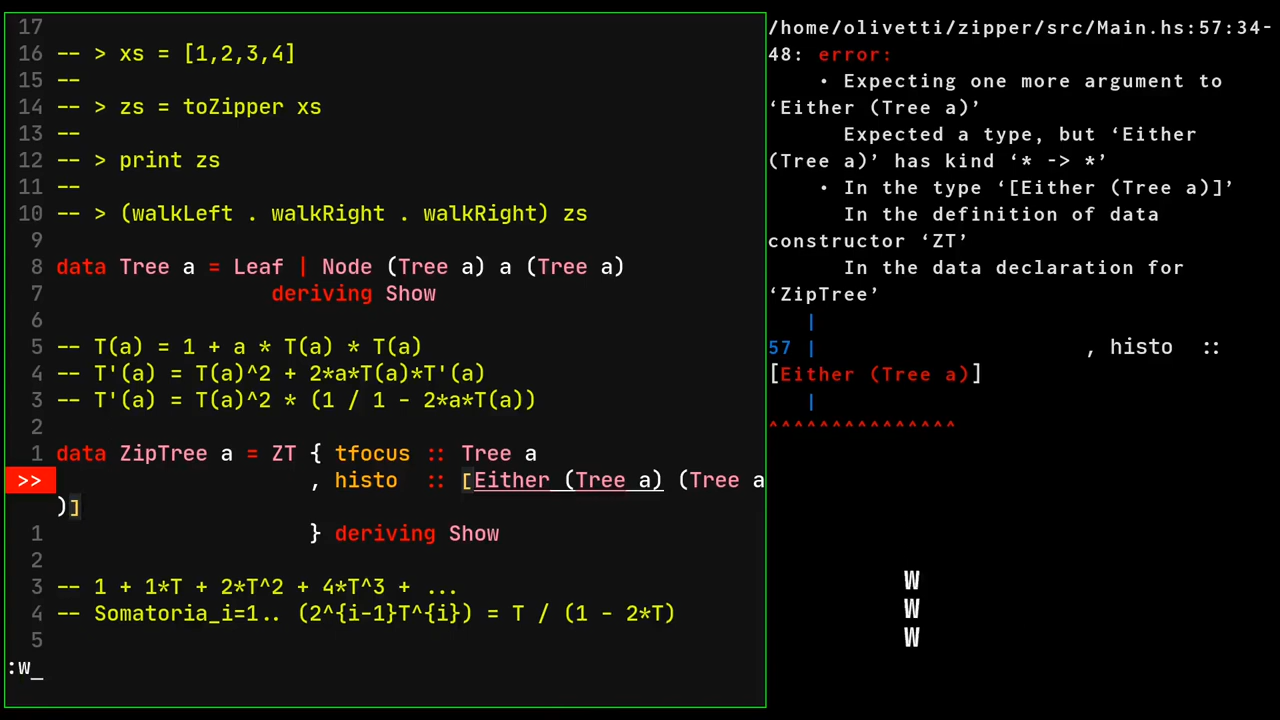 17
16 -- > xs = [1,2,3,4]
15 --
14 -- > zs = toZipper xs
13 --
12 -- > print zs
11 --
10 -- > (walkLeft . walkRight . walkRight) zs
9
8 data Tree a = Leaf | Node (Tree a) a (Tree a)
7 deriving Show
6
5 -- T(a) = 1 + a * T(a) * T(a)
4 -- T'(a) = T(a)^2 + 2*a*T(a)*T'(a)
3 -- T'(a) = T(a)^2 * (1 / 1 - 2*a*T(a))
2
1 data ZipTree a = ZT { tfocus :: Tree a
>> , histo :: [Either (Tree a) (Tree a
)]
1 } deriving Show
2
3 -- 1 + 1*T + 2*T^2 + 4*T^3 + ...
4 -- Somatoria_i=1.. (2^{i-1}T^{i}) = T / (1 - 2*T)
5
:w_
/home/olivetti/zipper/src/Main.hs:57:34-
48: error:
• Expecting one more argument to
‘Either (Tree a)’
Expected a type, but ‘Either
(Tree a)’ has kind ‘* -> *’
• In the type ‘[Either (Tree a)]’
In the definition of data
constructor ‘ZT’
In the data declaration for
‘ZipTree’
|
57 | , histo ::
[Either (Tree a)]
|
^^^^^^^^^^^^^^^
W
W
W